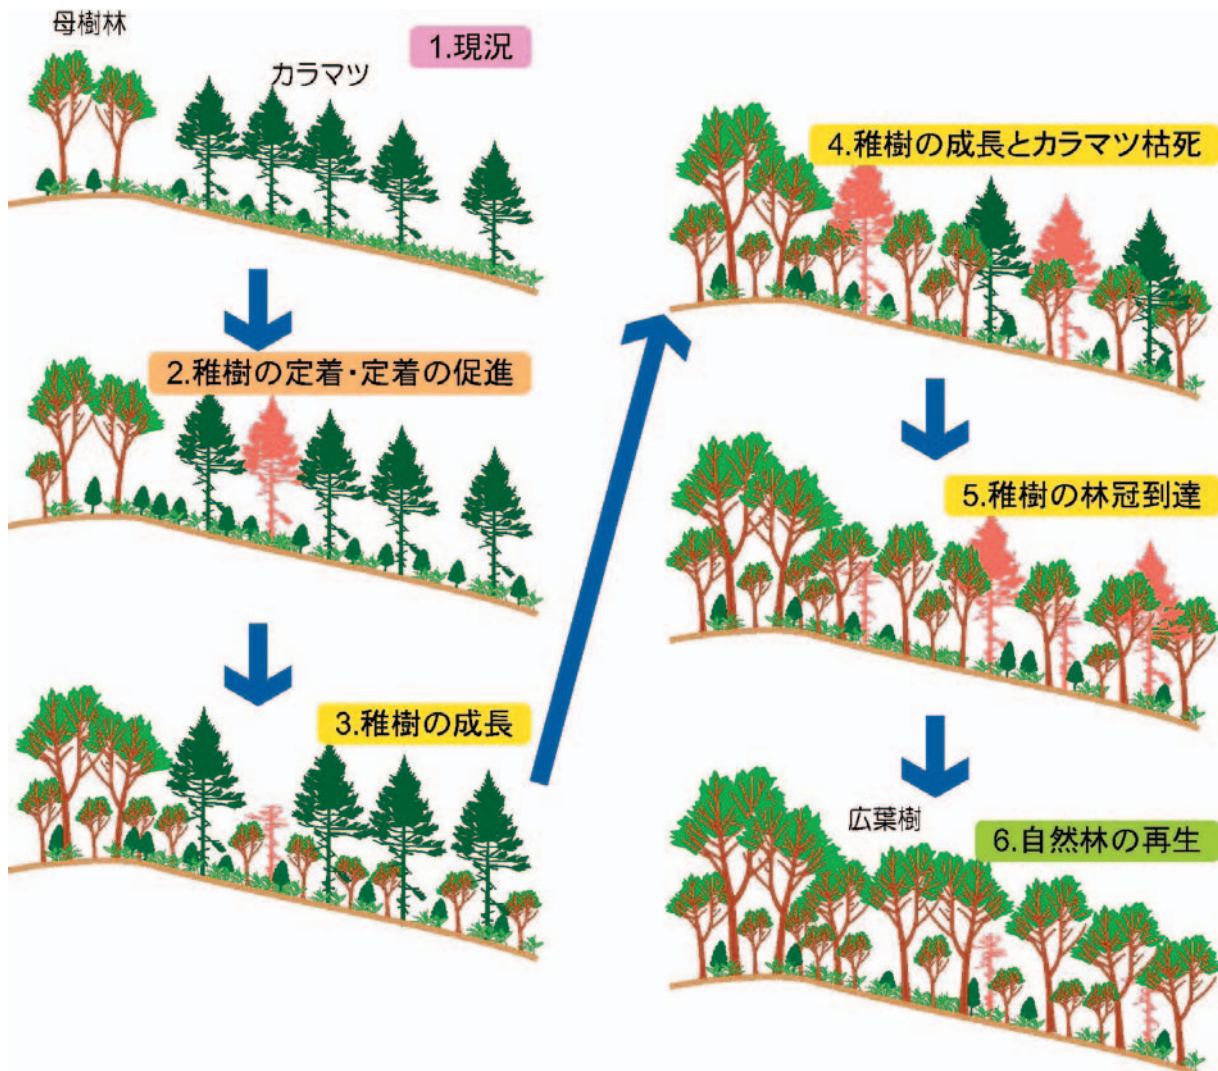 母樹林
1.現況
カラマツ
2.稚樹の定着・定着の促進
3.稚樹の成長
4.稚樹の成長とカラマツ枯死
5.稚樹の林冠到達
広葉樹
6.自然林の再生